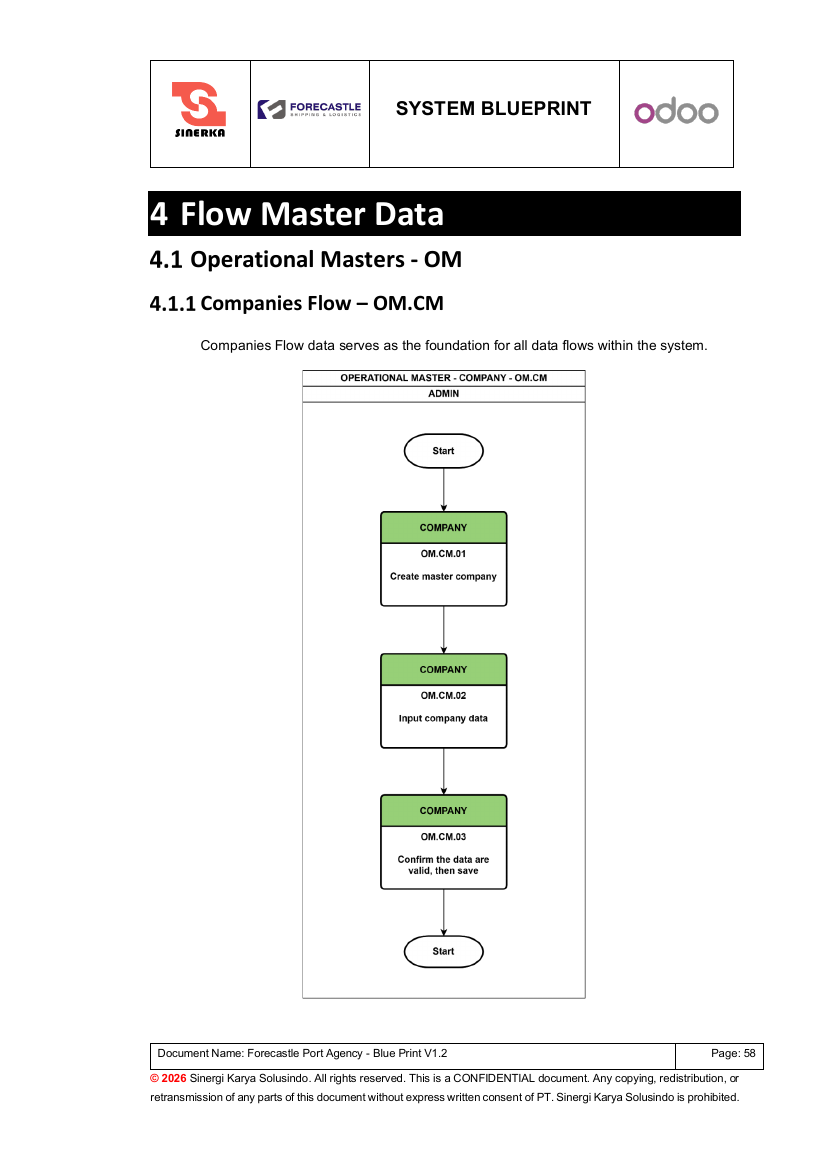 SINERKA
FORECASTLE
SHIPPING & LOGISTICS
SYSTEM BLUEPRINT
odoo
4 Flow Master Data
4.1 Operational Masters - OM
4.1.1 Companies Flow – OM.CM
Companies Flow data serves as the foundation for all data flows within the system.
OPERATIONAL MASTER - COMPANY - OM.CM
ADMIN
Start
COMPANY
OM.CM.01
Create master company
COMPANY
OM.CM.02
Input company data
COMPANY
OM.CM.03
Confirm the data are
valid, then save
Start
Document Name: Forecastle Port Agency - Blue Print V1.2
Page: 58
© 2026 Sinergi Karya Solusindo. All rights reserved. This is a CONFIDENTIAL document. Any copying, redistribution, or
retransmission of any parts of this document without express written consent of PT. Sinergi Karya Solusindo is prohibited.